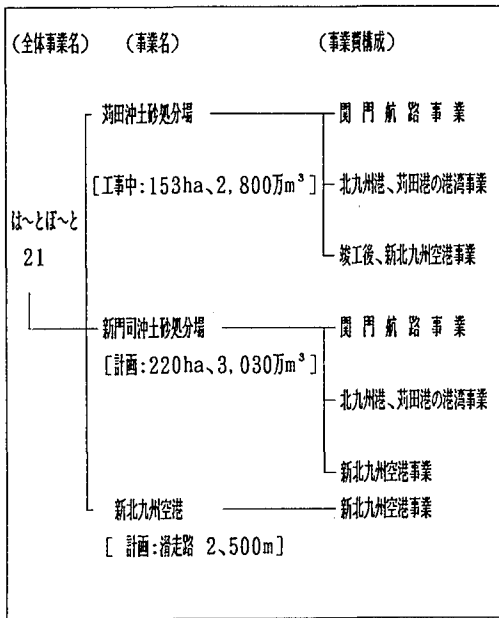 (全体事業名) (事業名) (事業費構成)
苅田沖土砂処分場 関門航路事業
[工事中:153ha、2,800万m³] 北九州港、苅田港の港湾事業
は～とぽ～と
21
竣工後、新北九州空港事業
新門司沖土砂処分場 関門航路事業
[計画:220ha、3,030万m³]
北九州港、苅田港の港湾事業
新北九州空港事業
新北九州空港 新北九州空港事業
[ 計画:滑走路 2、500m]